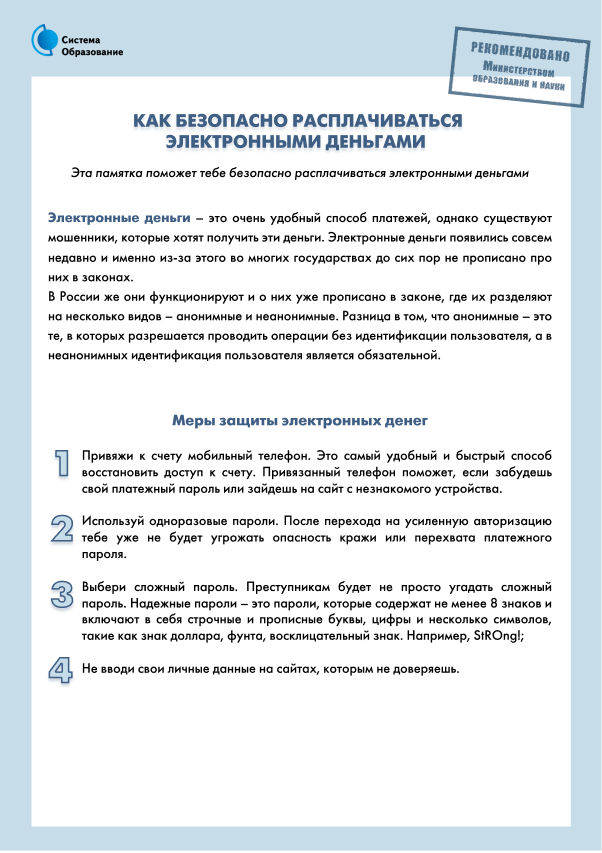 Система
Образование
РЕКОМЕНДОВАНО
Министерством
образования и науки
КАК БЕЗОПАСНО РАСПЛАЧИВАТЬСЯ
ЭЛЕКТРОННЫМИ ДЕНЬГАМИ
Эта памятка поможет тебе безопасно расплачиваться электронными деньгами
Электронные деньги – это очень удобный способ платежей, однако существуют
мошенники, которые хотят получить эти деньги. Электронные деньги появились совсем
недавно и именно из-за этого во многих государствах до сих пор не прописано про
них в законах.
В России же они функционируют и о них уже прописано в законе, где их разделяют
на несколько видов – анонимные и неанонимные. Разница в том, что анонимные – это
те, в которых разрешается проводить операции без идентификации пользователя, а в
неанонимных идентификация пользователя является обязательной.
Меры защиты электронных денег
1 Привяжи к счету мобильный телефон. Это самый удобный и быстрый способ
восстановить доступ к счету. Привязанный телефон поможет, если забудешь
свой платежный пароль или зайдешь на сайт с незнакомого устройства.
2 Используй одноразовые пароли. После перехода на усиленную авторизацию
тебе уже не будет угрожать опасность кражи или перехвата платежного
пароля.
3 Выбери сложный пароль. Преступникам будет не просто угадать сложный
пароль. Надежные пароли – это пароли, которые содержат не менее 8 знаков и
включают в себя строчные и прописные буквы, цифры и несколько символов,
такие как знак доллара, фунта, восклицательный знак. Например, StROng!;
4 Не вводи свои личные данные на сайтах, которым не доверяешь.